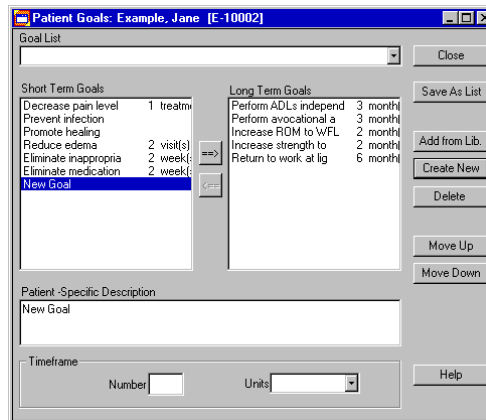 Patient Goals: Example, Jane [E-10002]
Goal List
Close
Short Term Goals
Long Term Goals
Save As List
Decrease pain level 1 treatm
Prevent infection
Promote healing
Reduce edema 2 visit(s)
Eliminate inappropria 2 week(
Eliminate medication 2 week(
New Goal
==>
<==
Perform ADLs independ 3 month(
Perform avocational a 3 month(
Increase ROM to WFL 2 month(
Increase strength to 2 month(
Return to work at lig 6 month(
Add from Lib.
Create New
Delete
Move Up
Move Down
Patient -Specific Description
New Goal
Timeframe
Number
Units
Help